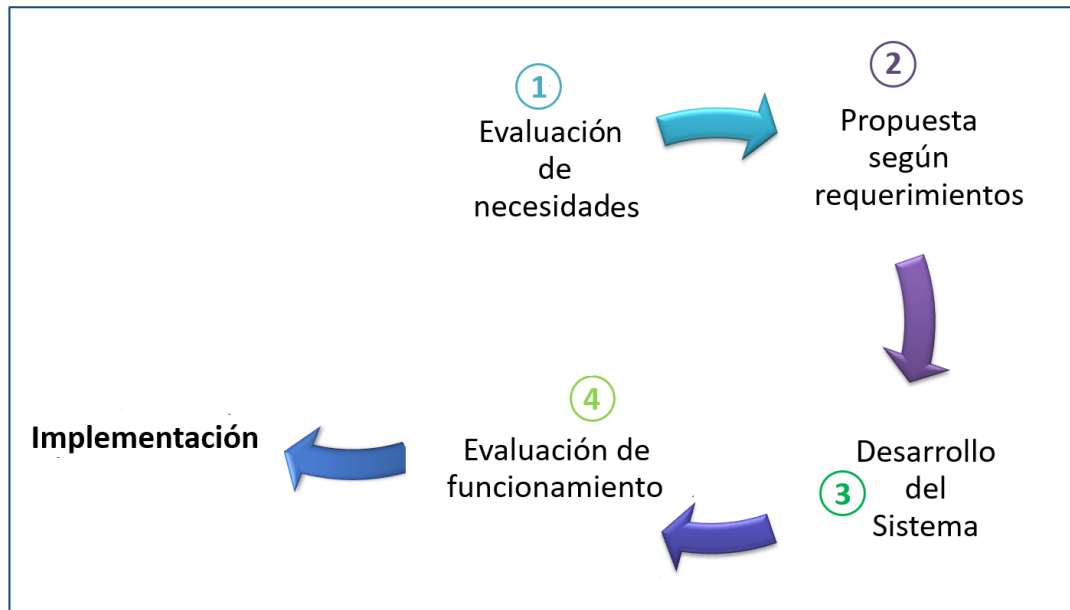 1
Evaluación
de
necesidades
2
Propuesta
según
requerimientos
3
Desarrollo
del
Sistema
4
Evaluación de
funcionamiento
Implementación